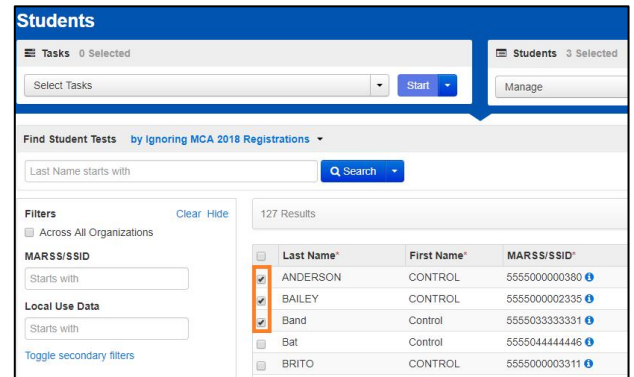 Students
Tasks 0 Selected
Students 3 Selected
Select Tasks
Start
Manage
Find Student Tests by Ignoring MCA 2018 Registrations
Last Name starts with
Search
Filters Clear Hide
127 Results
Across All Organizations
MARSS/SSID
Last Name* First Name* MARSS/SSID*
Starts with
ANDERSON CONTROL 5555000000380
BAILEY CONTROL 5555000002335
Local Use Data
Band Control 5555033333331
Starts with
Bat Control 5555044444446
Toggle secondary filters
BRITO CONTROL 5555000003311